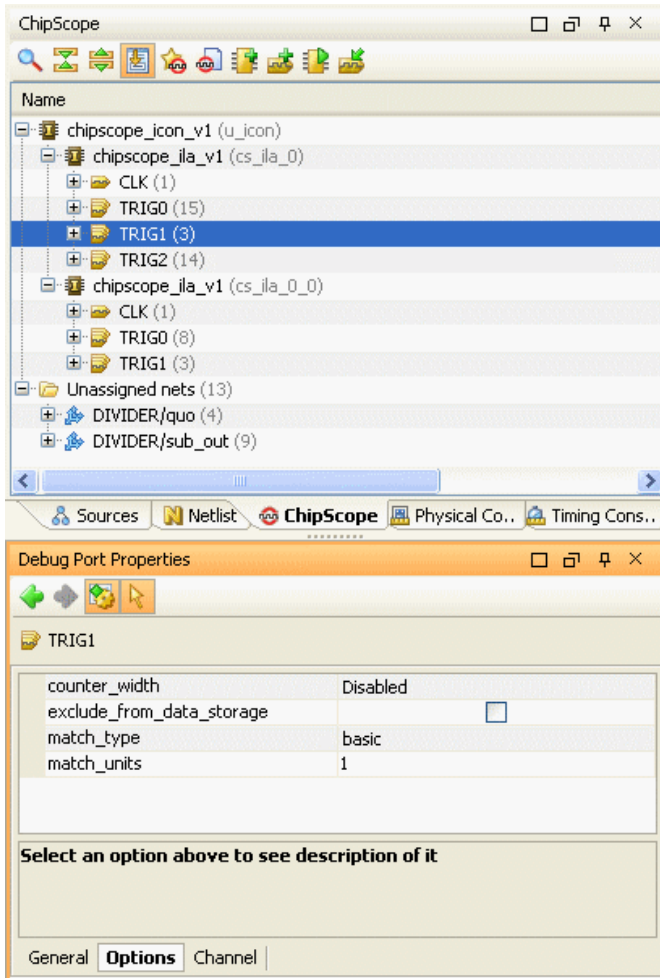 ChipScope
Name
chipscope_icon_v1 (u_icon)
chipscope_ila_v1 (cs_ila_0)
CLK (1)
TRIG0 (15)
TRIG1 (3)
TRIG2 (14)
chipscope_ila_v1 (cs_ila_0_0)
CLK (1)
TRIG0 (8)
TRIG1 (3)
Unassigned nets (13)
DIVIDER/quo (4)
DIVIDER/sub_out (9)
Sources Netlist ChipScope Physical Co.. Timing Cons..
Debug Port Properties
TRIG1
counter_width Disabled
exclude_from_data_storage
match_type basic
match_units 1
Select an option above to see description of it
General Options Channel